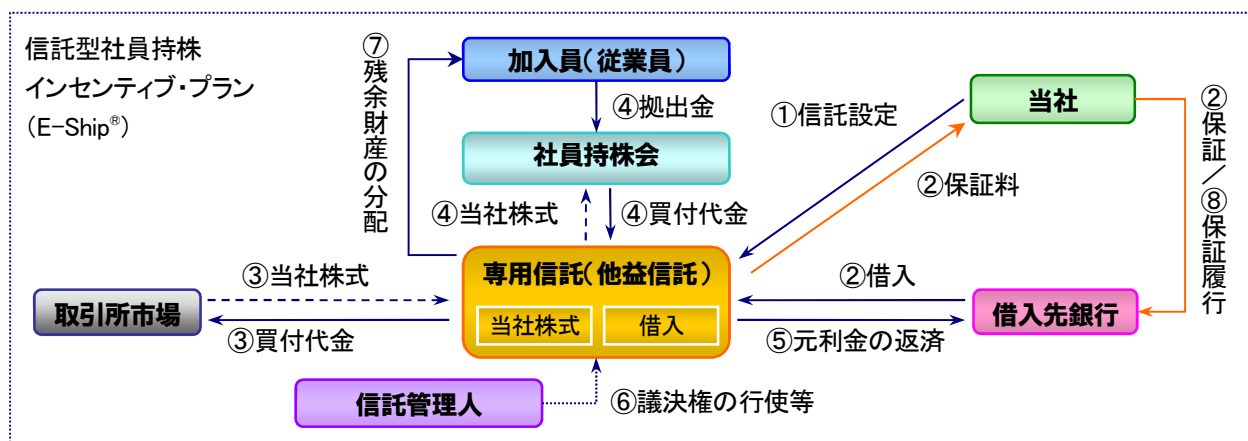 信託型社員持株
インセンティブ・プラン
(E-Ship®)
⑦残余財産の分配
加入員(従業員)
④拠出金
社員持株会
④当社株式
④買付代金
①信託設定
②保証料
当社
②保証/⑧保証履行
③当社株式
取引所市場
③買付代金
専用信託(他益信託)
当社株式
借入
②借入
⑤元利金の返済
借入先銀行
信託管理人
⑥議決権の行使等